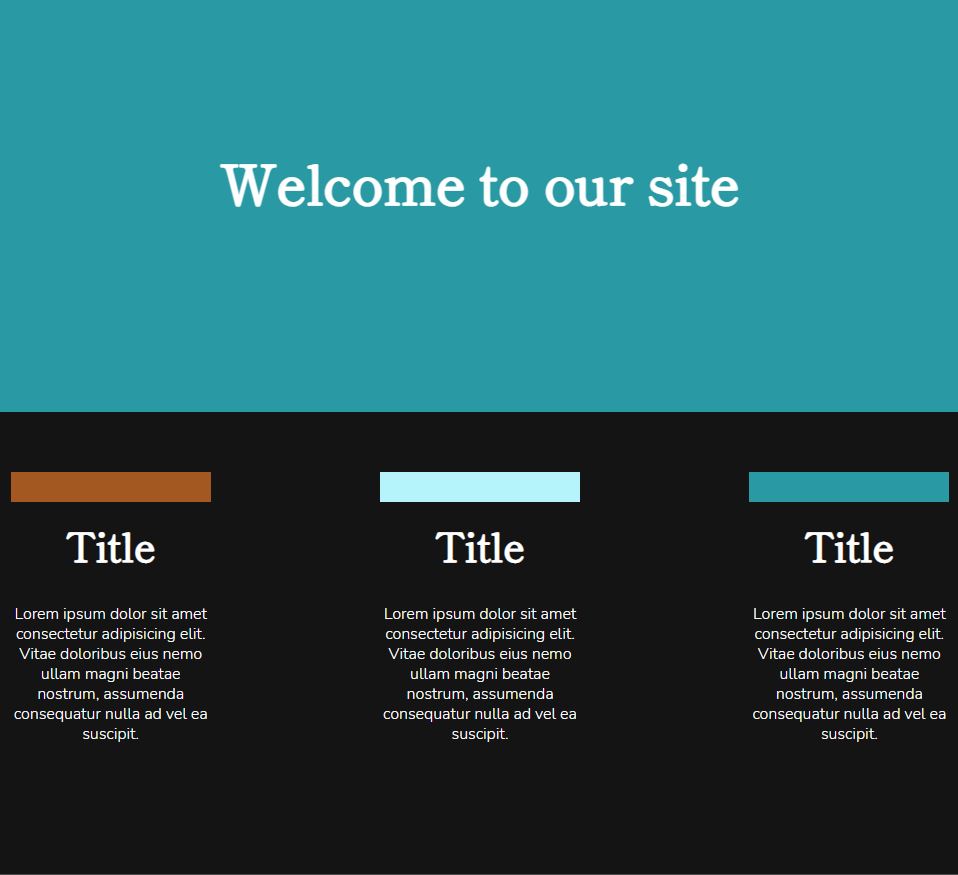 Welcome to our site
Title
Lorem ipsum dolor sit amet
consectetur adipisicing elit.
Vitae doloribus eius nemo
ullam magni beatae
nostrum, assumenda
consequatur nulla ad vel ea
suscipit.
Title
Lorem ipsum dolor sit amet
consectetur adipisicing elit.
Vitae doloribus eius nemo
ullam magni beatae
nostrum, assumenda
consequatur nulla ad vel ea
suscipit.
Title
Lorem ipsum dolor sit amet
consectetur adipisicing elit.
Vitae doloribus eius nemo
ullam magni beatae
nostrum, assumenda
consequatur nulla ad vel ea
suscipit.